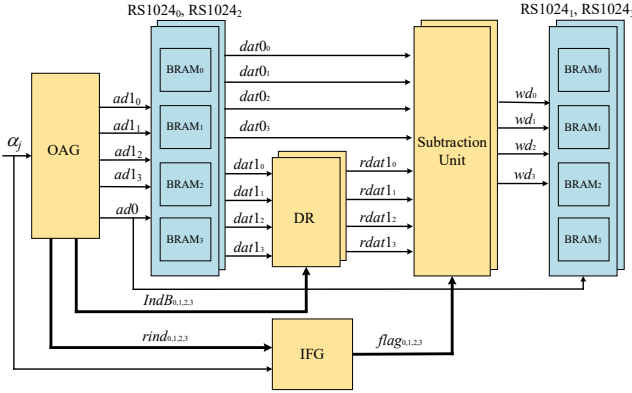 RS1024₀, RS1024₂
RS1024₁, RS1024₃
BRAM₀
BRAM₁
BRAM₂
BRAM₃
αⱼ
OAG
ad1₀
ad1₁
ad1₂
ad1₃
ad0
dat0₀
dat0₁
dat0₂
dat0₃
dat1₀
dat1₁
dat1₂
dat1₃
DR
rdat1₀
rdat1₁
rdat1₂
rdat1₃
Subtraction
Unit
wd₀
wd₁
wd₂
wd₃
BRAM₀
BRAM₁
BRAM₂
BRAM₃
IndB₀,₁,₂,₃
rind₀,₁,₂,₃
IFG
flag₀,₁,₂,₃